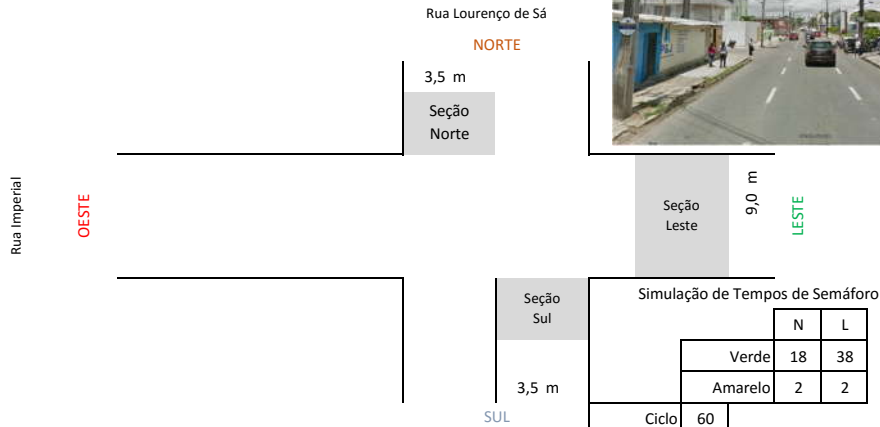 Rua Lourenço de Sá
NORTE
3,5 m
Seção
Norte
Rua Imperial
OESTE
Seção
Leste
9,0 m
LESTE
Seção
Sul
3,5 m
SUL
Simulação de Tempos de Semáforo
N L
Verde 18 38
Amarelo 2 2
Ciclo 60